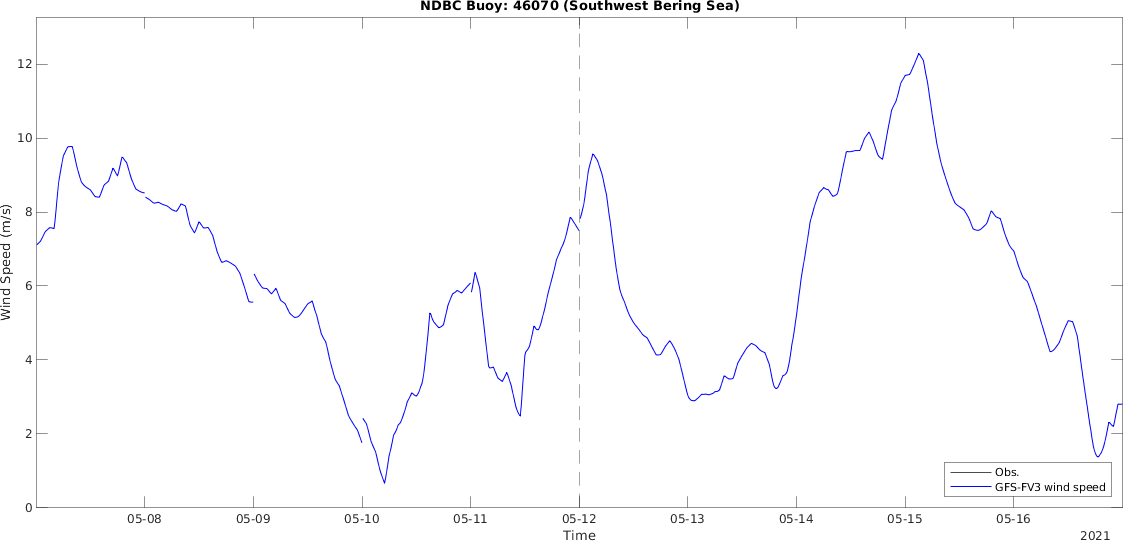 NDBC Buoy: 46070 (Southwest Bering Sea)
Wind Speed (m/s)
12
10
8
6
4
2
0
Obs.
GFS-FV3 wind speed
05-08 05-09 05-10 05-11 05-12 05-13 05-14 05-15 05-16
Time
2021